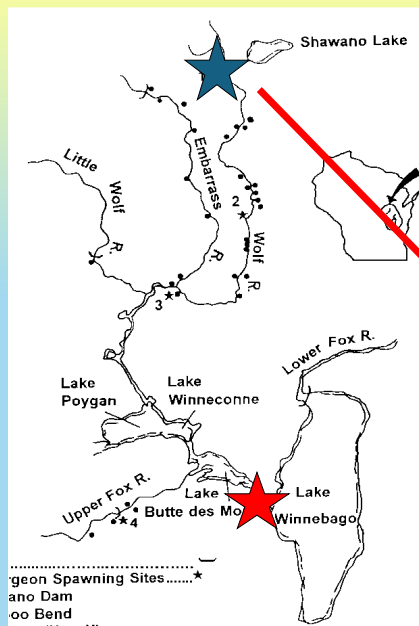 Shawano Lake
Little
Wolf
R.
Embarrass
R.
2
Wolf
R.
3
Lower Fox R.
Lake
Poygan
Lake
Winneconne
Upper Fox R.
4
Lake
Butte des Mo
Lake
Winnebago
rgeon Spawning Sites
ano Dam
oo Bend